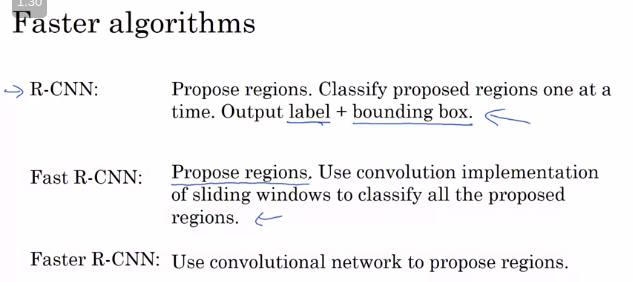 1:30
Faster algorithms
R-CNN: Propose regions. Classify proposed regions one at a
time. Output label + bounding box.
Fast R-CNN: Propose regions. Use convolution implementation
of sliding windows to classify all the proposed
regions.
Faster R-CNN: Use convolutional network to propose regions.